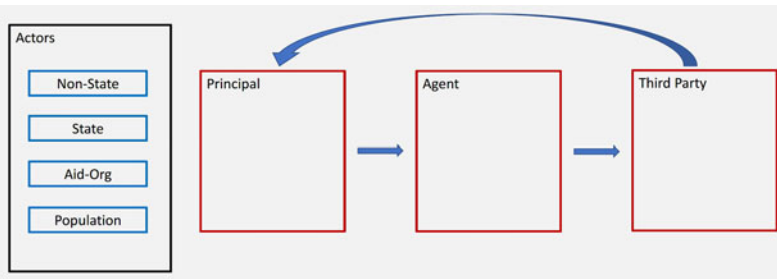 Actors
Non-State
State
Aid-Org
Population
Principal
Agent
Third Party